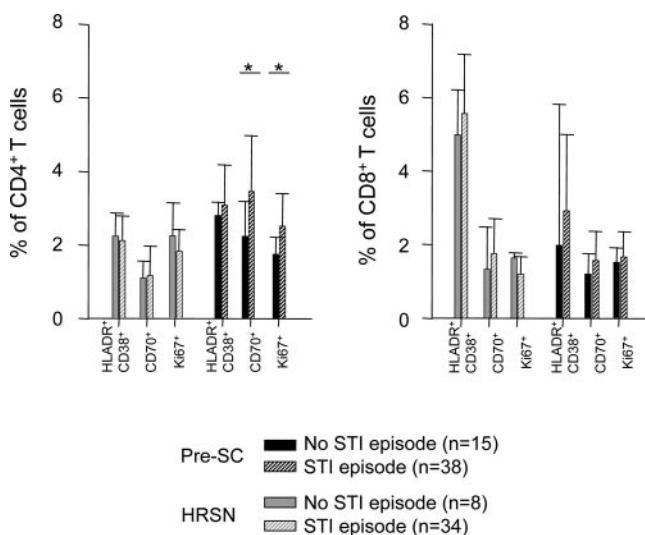 8
6
4
2
0
% of CD4+ T cells
* *
HLADR+
CD38+
CD70+
Ki67+
HLADR+
CD38+
CD70+
Ki67+
8
6
4
2
0
% of CD8+ T cells
HLADR+
CD38+
CD70+
Ki67+
HLADR+
CD38+
CD70+
Ki67+
Pre-SC
No STI episode (n=15)
STI episode (n=38)
HRSN
No STI episode (n=8)
STI episode (n=34)